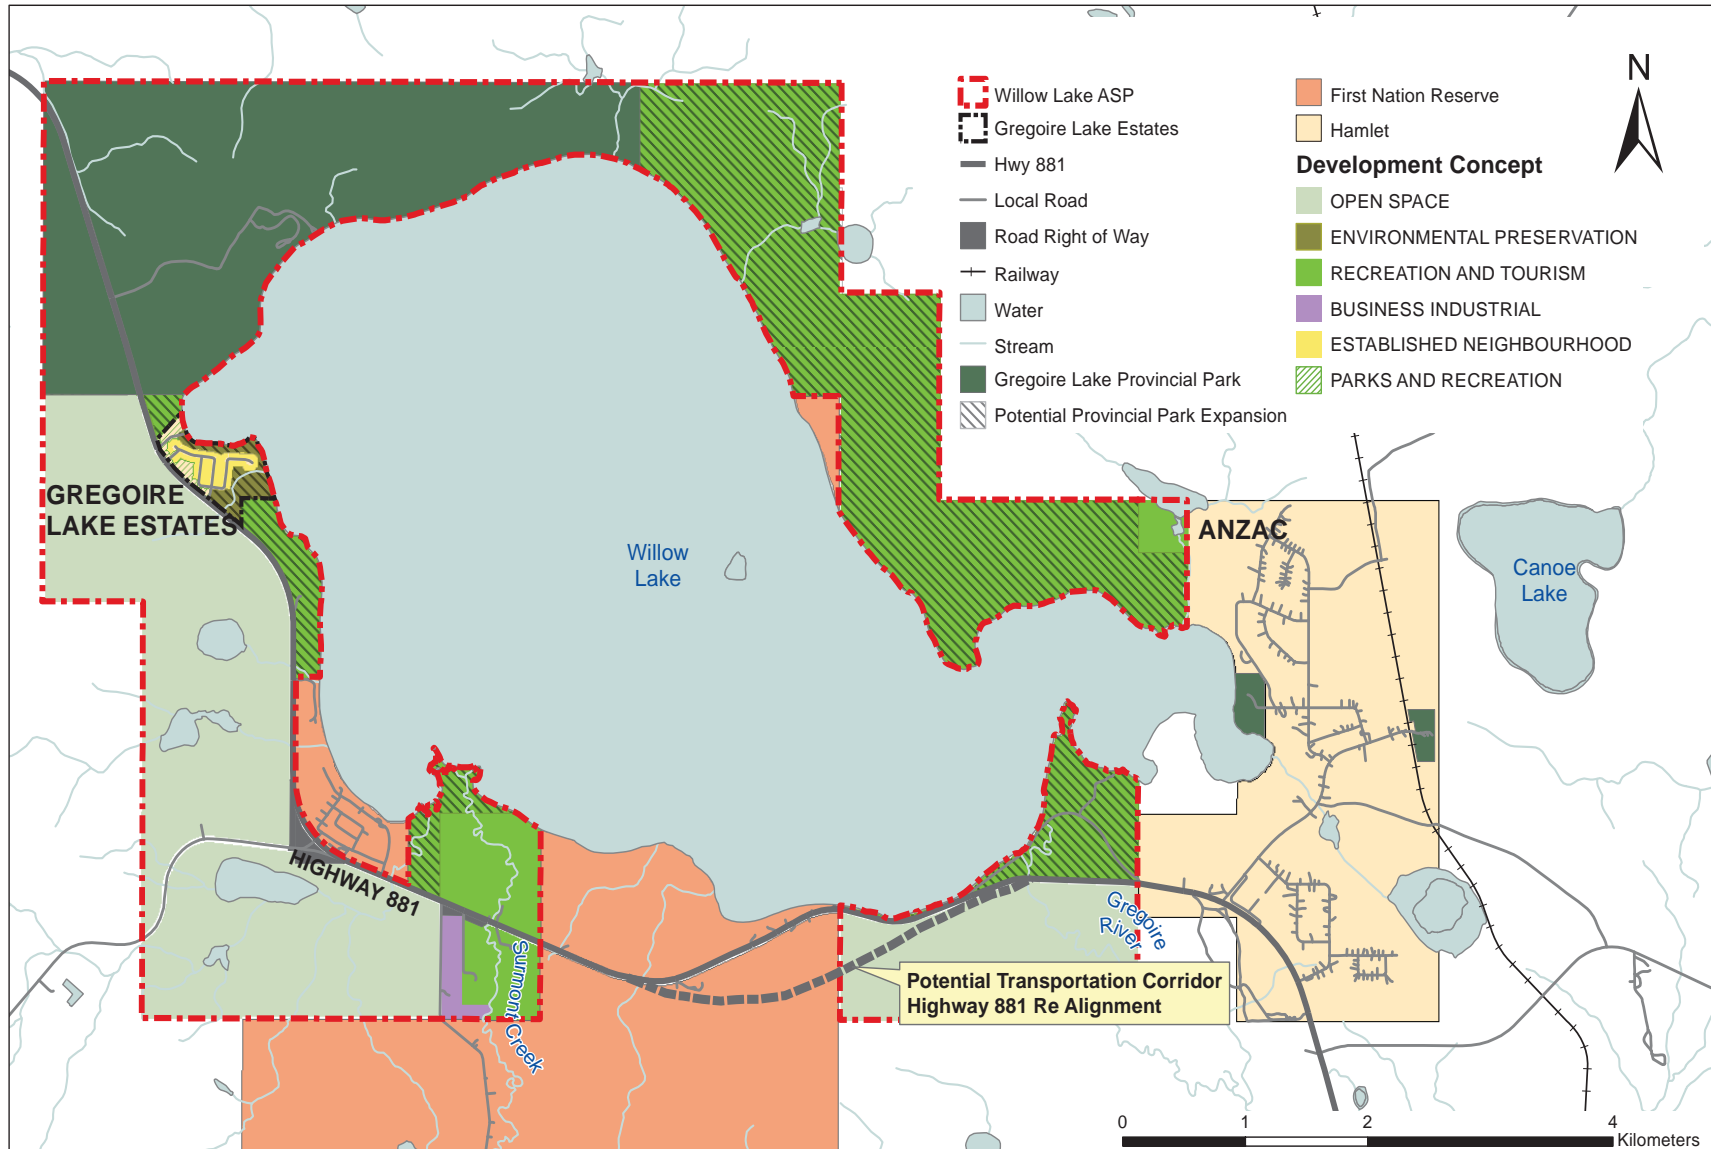 N
Willow Lake ASP
Gregoire Lake Estates
Hwy 881
Local Road
Road Right of Way
Railway
Water
Stream
Gregoire Lake Provincial Park
Potential Provincial Park Expansion
First Nation Reserve
Hamlet
Development Concept
OPEN SPACE
ENVIRONMENTAL PRESERVATION
RECREATION AND TOURISM
BUSINESS INDUSTRIAL
ESTABLISHED NEIGHBOURHOOD
PARKS AND RECREATION
GREGOIRE
LAKE ESTATES
ANZAC
Willow
Lake
Canoe
Lake
HIGHWAY 881
Gregoire
River
Surmont Creek
Potential Transportation Corridor
Highway 881 Re Alignment
0 1 2 4
Kilometers